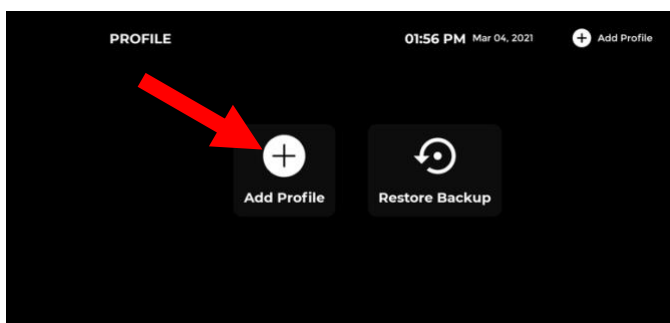 PROFILE
01:56 PM Mar 04, 2021
Add Profile
Add Profile
Restore Backup